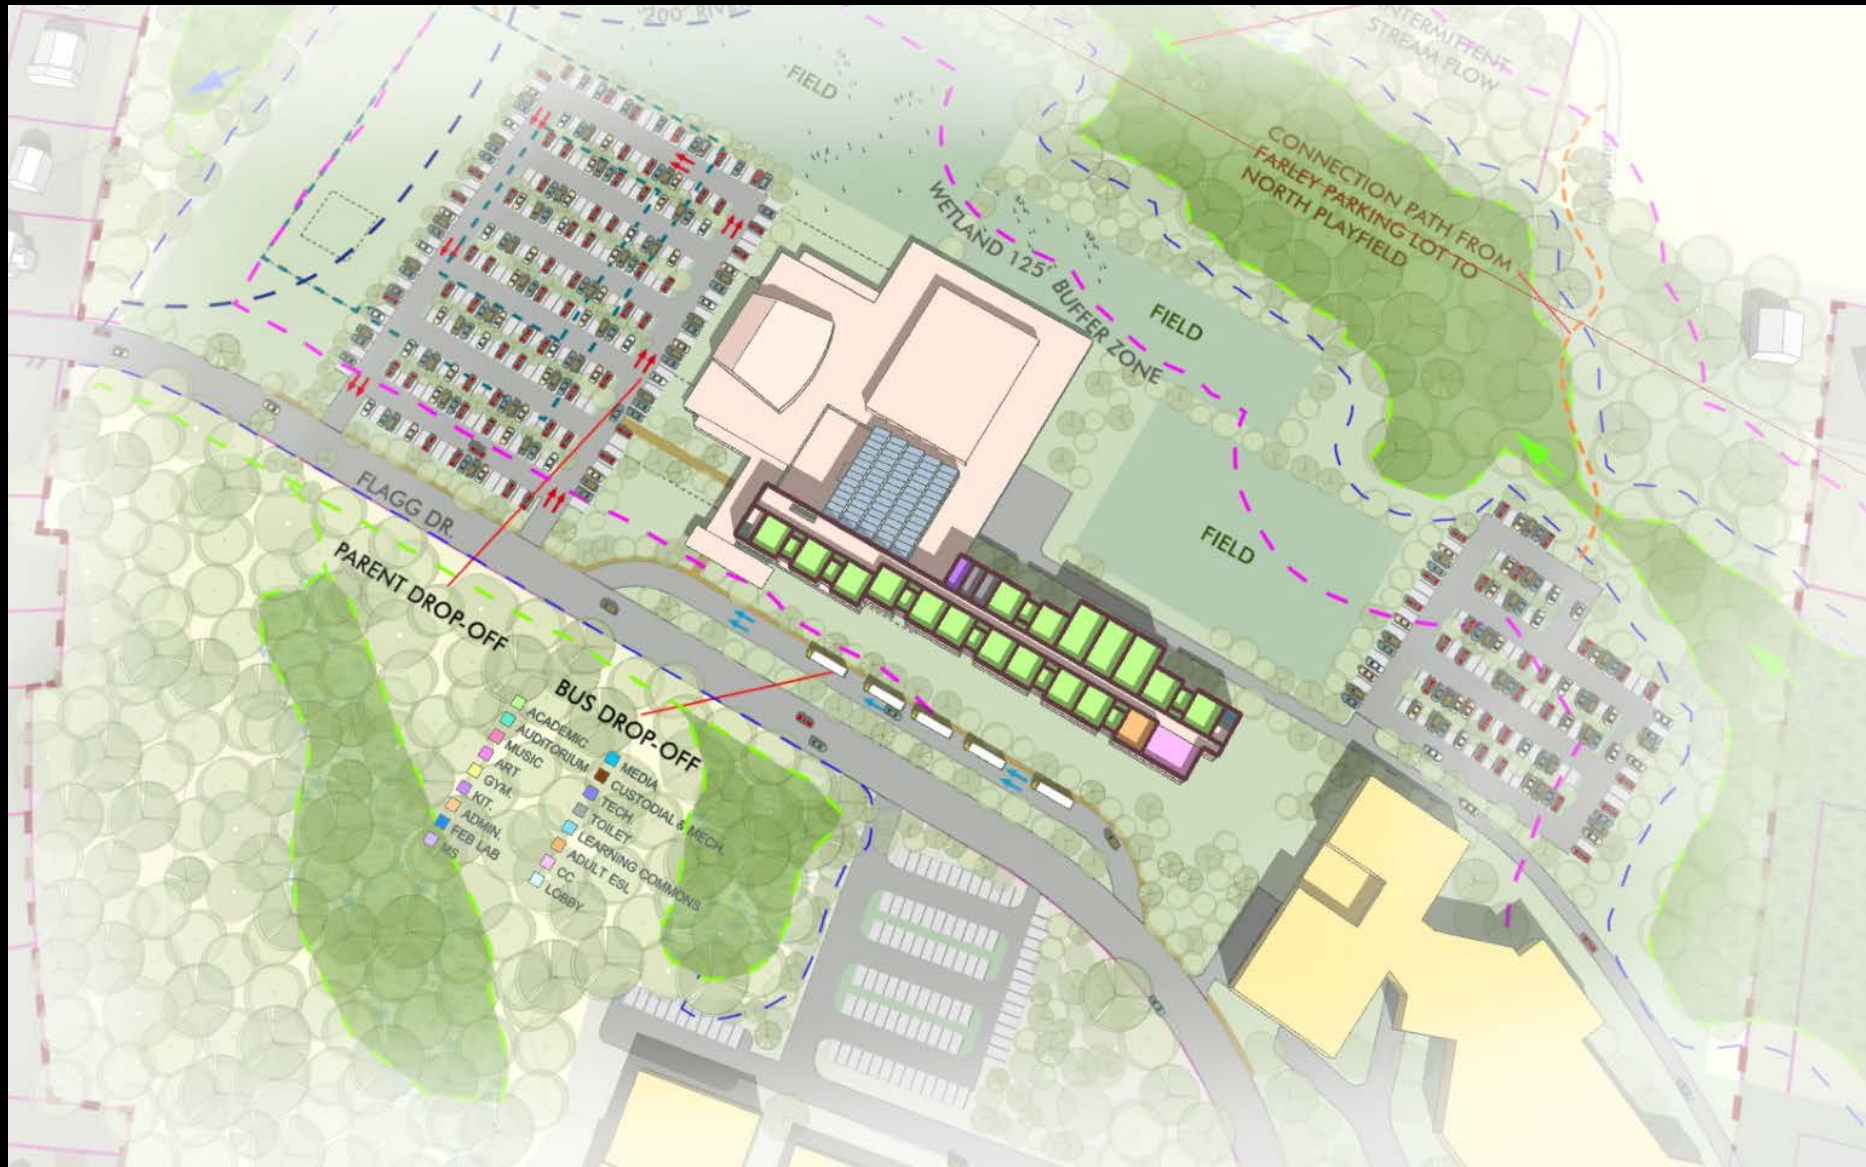 200' RIVER
INTERMITTENT
STREAM FLOW
FIELD
CONNECTION PATH FROM
FARLEY PARKING LOT TO
NORTH PLAYFIELD
WETLAND 125' BUFFER ZONE
FIELD
FIELD
FLAGG DR.
PARENT DROP-OFF
BUS DROP-OFF
ACADEMIC
AUDITORIUM
MUSIC
ART
GYM.
KIT.
ADMIN.
FEB LAB
MS
MEDIA
CUSTODIAL & MECH.
TECH.
TOILET
LEARNING COMMONS
ADULT ESL
CC
LOBBY